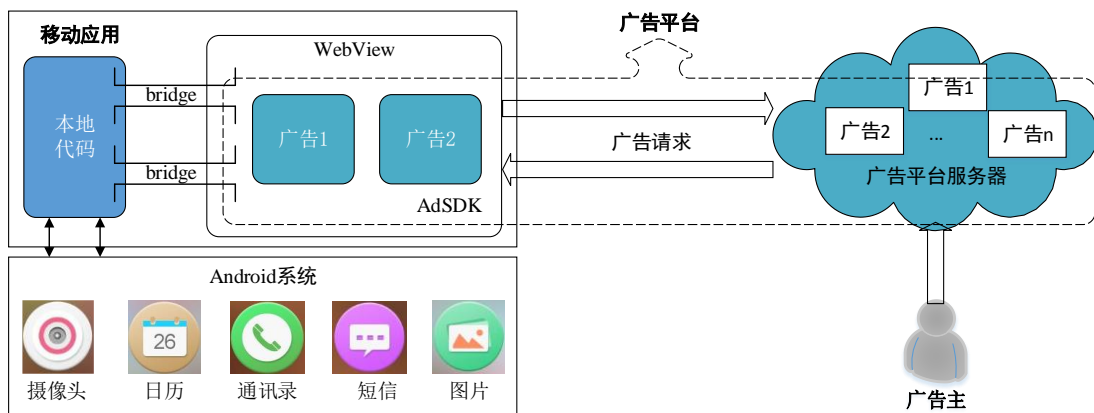 移动应用
WebView
广告平台
bridge
本地
代码
bridge
广告1
广告2
AdSDK
广告请求
广告1
广告2
...
广告n
广告平台服务器
Android系统
26
摄像头
日历
通讯录
短信
图片
广告主